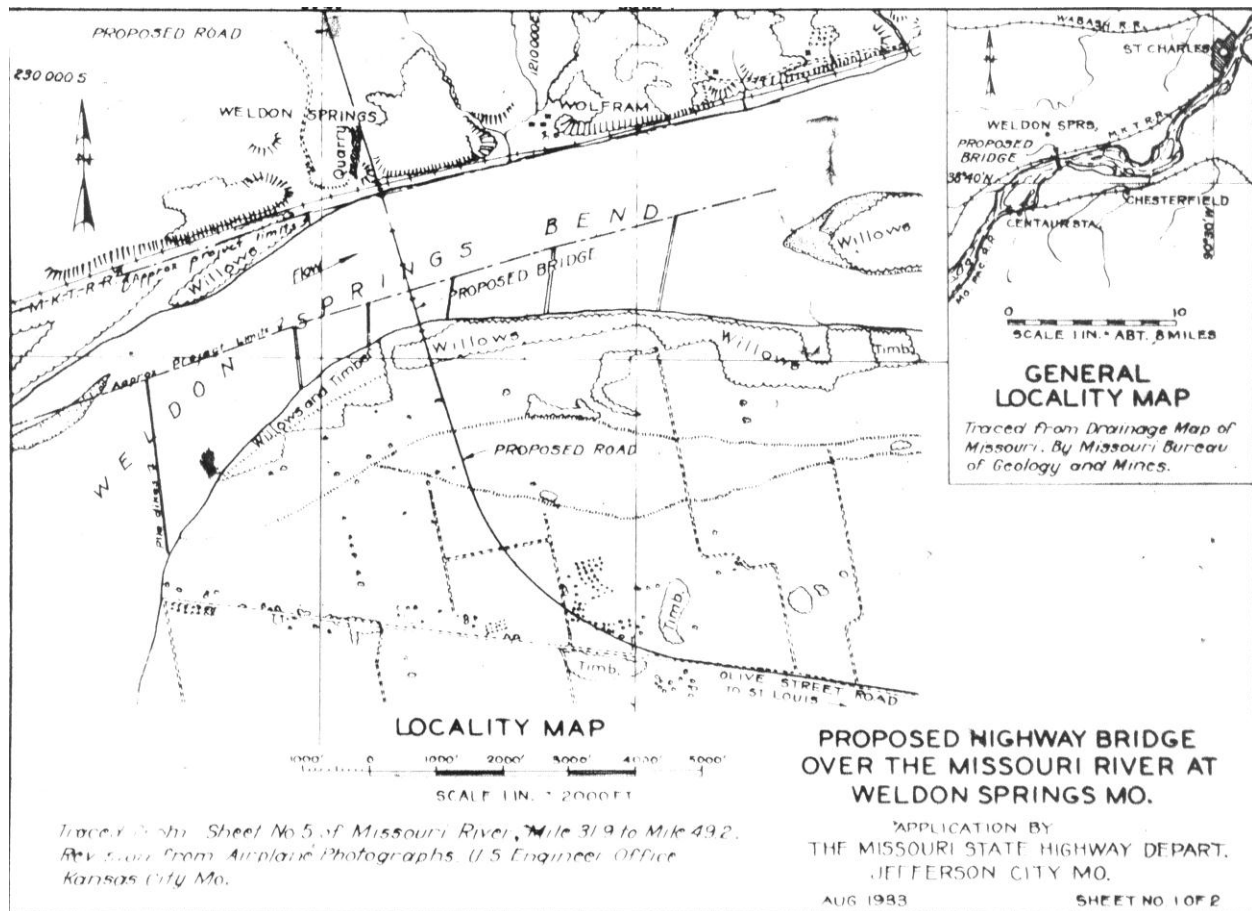 PROPOSED ROAD
230 000 S
1210000E
WELDON SPRINGS
WOLFRAM
Quarry
N
M-K-T-R-R
Approx project limits
Willows
Flow
WELDON SPRINGS BEND
PROPOSED BRIDGE
Willows
Approx project limits
Willows and Timb.
Willows
Willows
Timb.
Pile dikes
PROPOSED ROAD
B
OB
Timb.
Timb.
OLIVE STREET ROAD
TO ST LOUIS
LOCALITY MAP
1000' 0 1000' 2000' 3000' 4000' 5000'
SCALE 1 IN. = 2000 FT
Traced from Sheet No 5 of Missouri River, Mile 31.9 to Mile 49.2.
Revision from Airplane Photographs U S Engineer Office
Kansas City Mo.
WABASH R.R.
ST CHARLES
N
WELDON SPRS.
M.K.T.R.R.
PROPOSED
BRIDGE
38°40'N
CHESTERFIELD
CENTAUR STA.
MO PAC R.R.
90°30'W
0 10
SCALE 1 IN. = ABT. 8 MILES
GENERAL
LOCALITY MAP
Traced From Drainage Map of
Missouri. By Missouri Bureau
of Geology and Mines.
PROPOSED HIGHWAY BRIDGE
OVER THE MISSOURI RIVER AT
WELDON SPRINGS MO.
APPLICATION BY
THE MISSOURI STATE HIGHWAY DEPART.
JEFFERSON CITY MO.
AUG 1933
SHEET NO. 1 OF 2